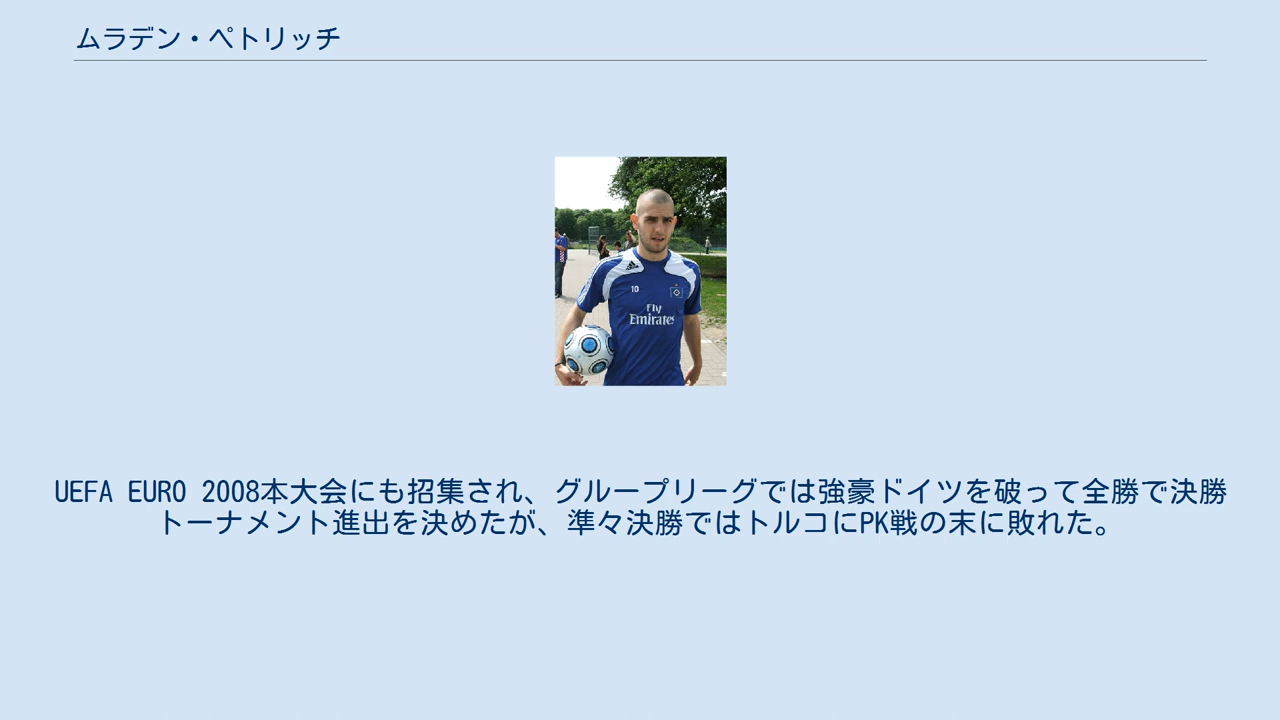 ムラデン・ペトリッチ
10
Fly
Emirates
UEFA EURO 2008本大会にも招集され、グループリーグでは強豪ドイツを破って全勝で決勝
トーナメント進出を決めたが、準々決勝ではトルコにPK戦の末に敗れた。